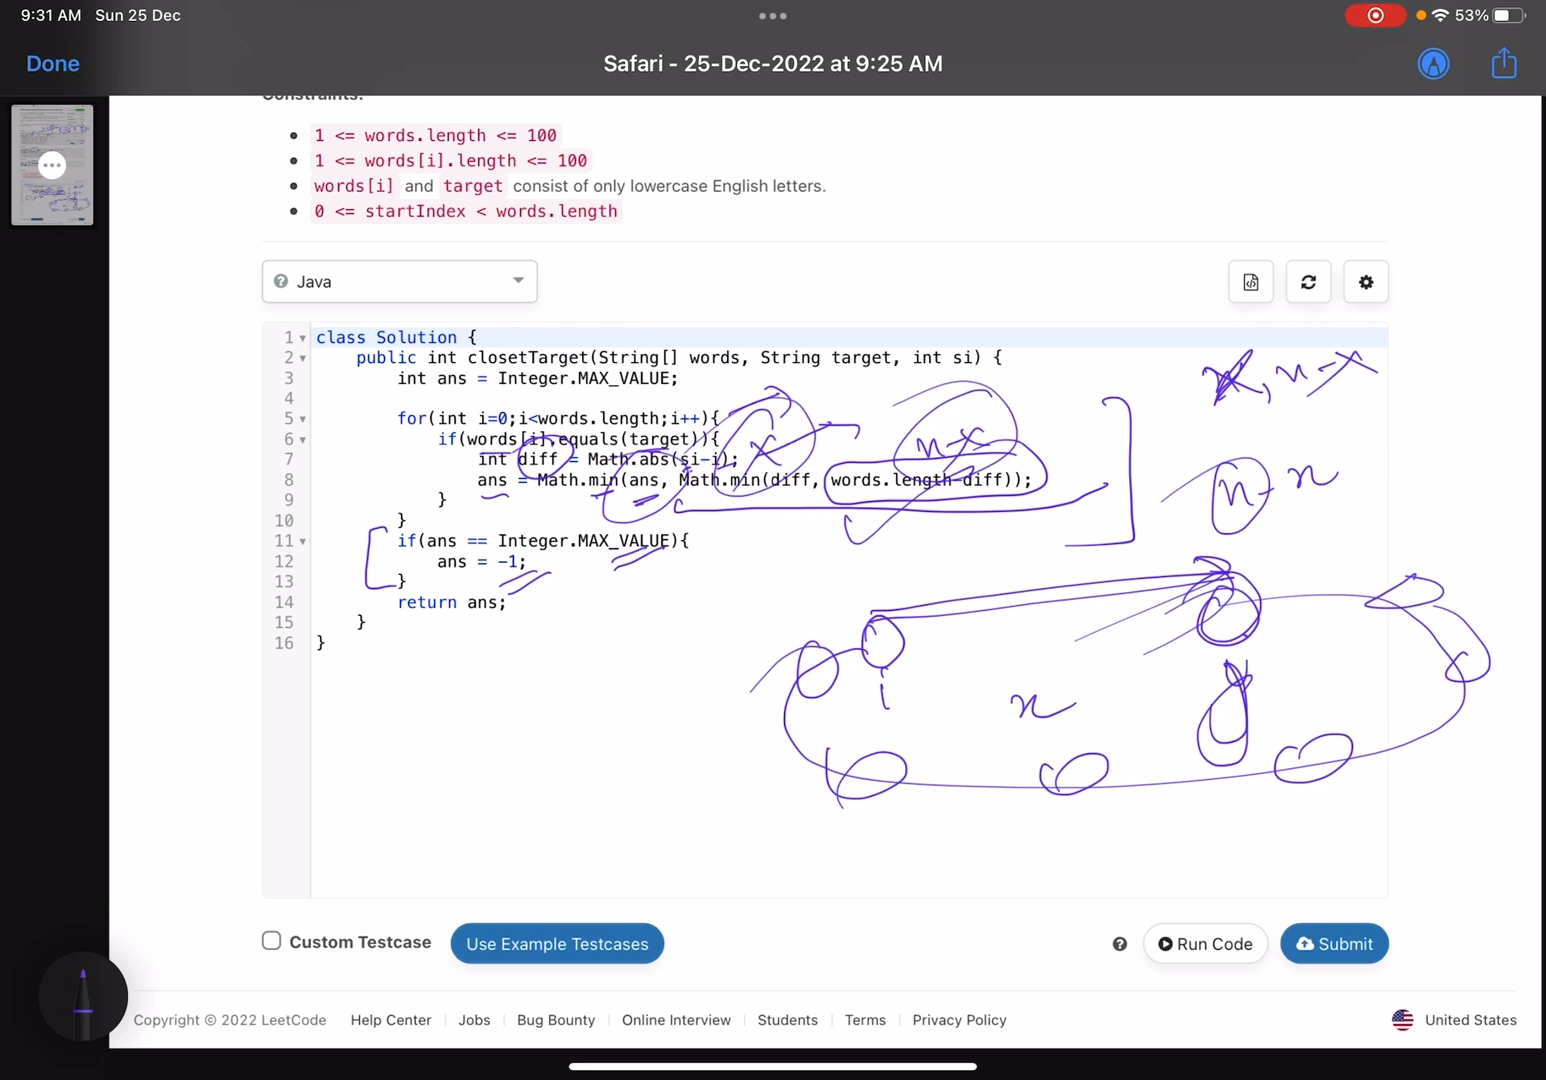 9:31 AM Sun 25 Dec
53%
Done
Safari - 25-Dec-2022 at 9:25 AM
Constraints:
1 <= words.length <= 100
1 <= words[i].length <= 100
words[i] and target consist of only lowercase English letters.
0 <= startIndex < words.length
Java
1 class Solution {
2 public int closetTarget(String[] words, String target, int si) {
3 int ans = Integer.MAX_VALUE;
4
5 for(int i=0;i<words.length;i++){
6 if(words[i].equals(target)){
7 int diff = Math.abs(si-i);
8 ans = Math.min(ans, Math.min(diff, words.length-diff));
9 }
10 }
11 if(ans == Integer.MAX_VALUE){
12 ans = -1;
13 }
14 return ans;
15 }
16 }
x
n-x
x, n-x
n-x
i
x
Custom Testcase
Use Example Testcases
Run Code
Submit
Copyright © 2022 LeetCode Help Center Jobs Bug Bounty Online Interview Students Terms Privacy Policy
United States